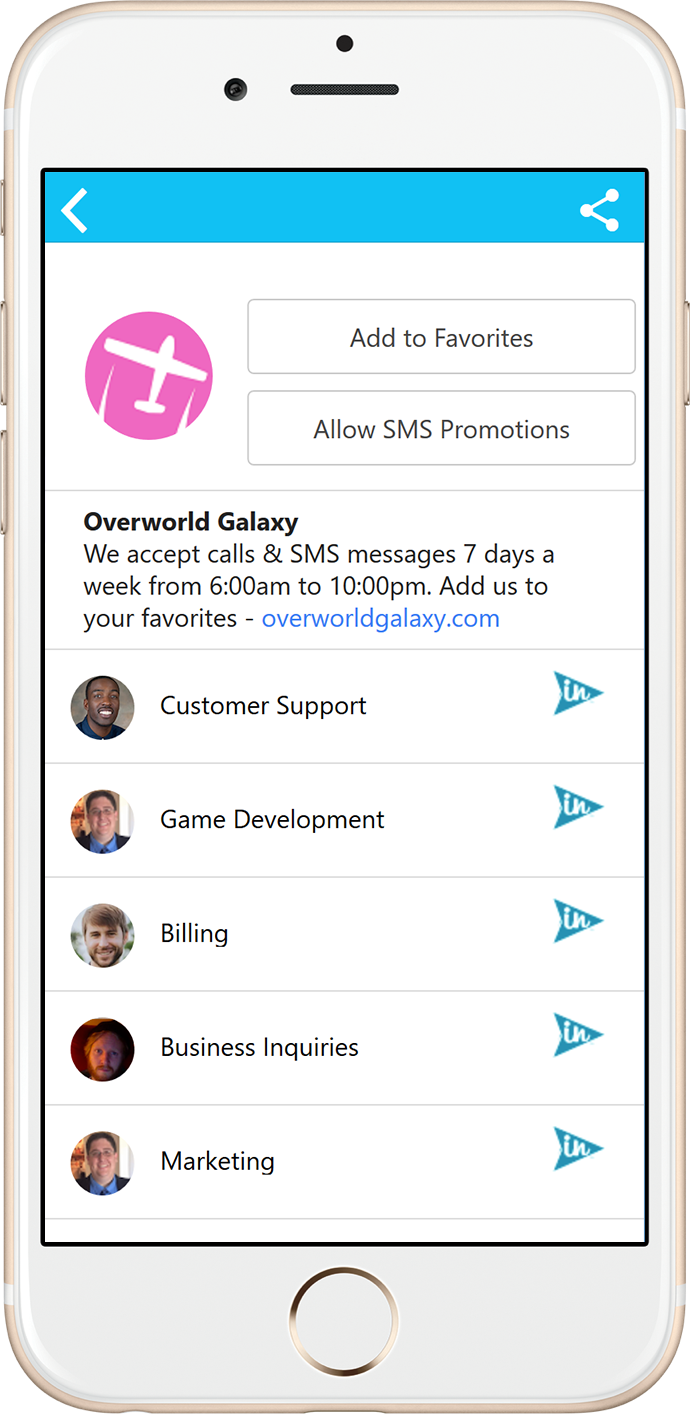 Add to Favorites
Allow SMS Promotions
Overworld Galaxy
We accept calls & SMS messages 7 days a
week from 6:00am to 10:00pm. Add us to
your favorites - overworldgalaxy.com
Customer Support
in
Game Development
in
Billing
in
Business Inquiries
in
Marketing
in